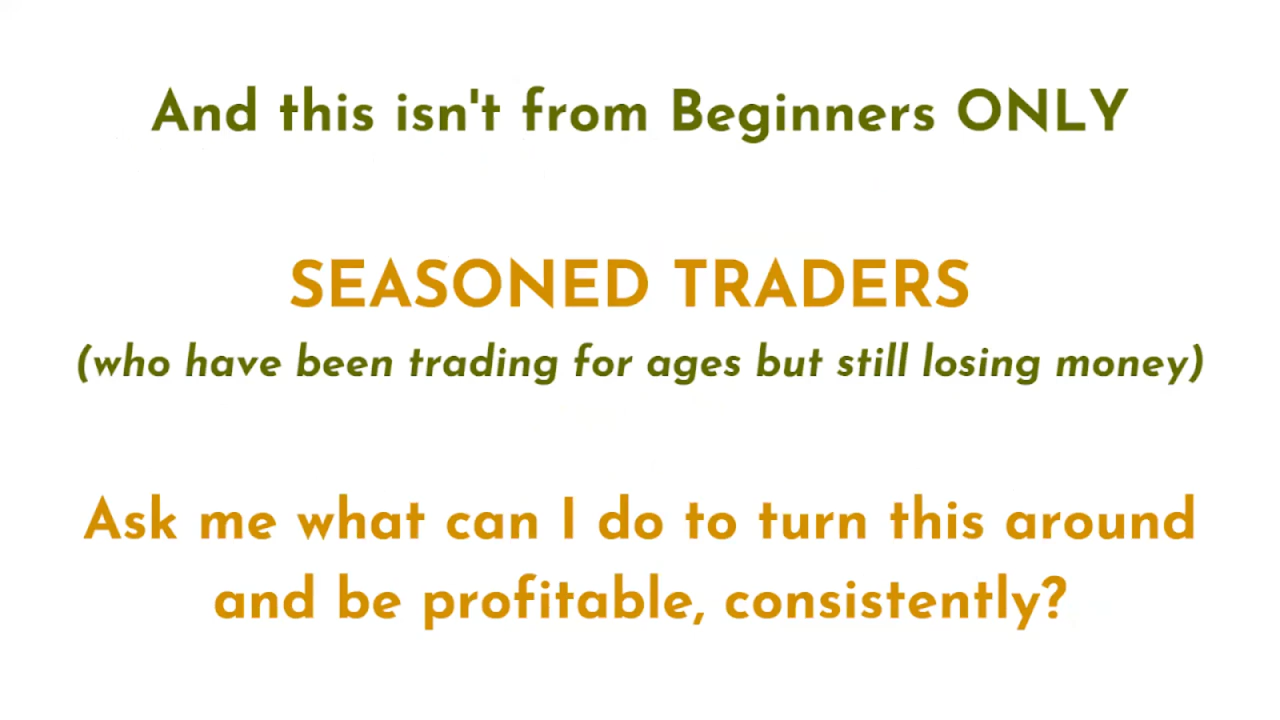 And this isn't from Beginners ONLY
SEASONED TRADERS
(who have been trading for ages but still losing money)
Ask me what can I do to turn this around
and be profitable, consistently?